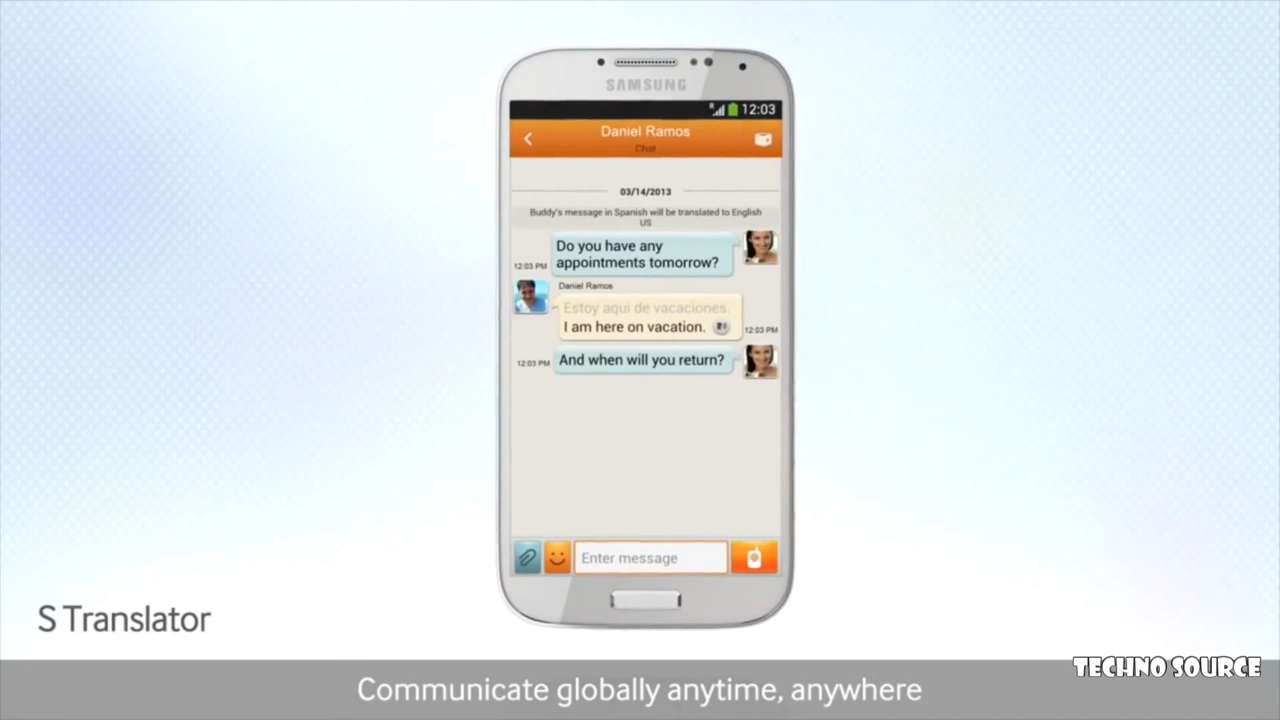 SAMSUNG
12:03
Daniel Ramos
Chat
03/14/2013
Buddy's message in Spanish will be translated to English
US
Do you have any
appointments tomorrow?
12:03 PM
Daniel Ramos
Estoy aqui de vacaciones.
I am here on vacation.
12:03 PM
And when will you return?
12:03 PM
Enter message
S Translator
TECHNO SOURCE
Communicate globally anytime, anywhere